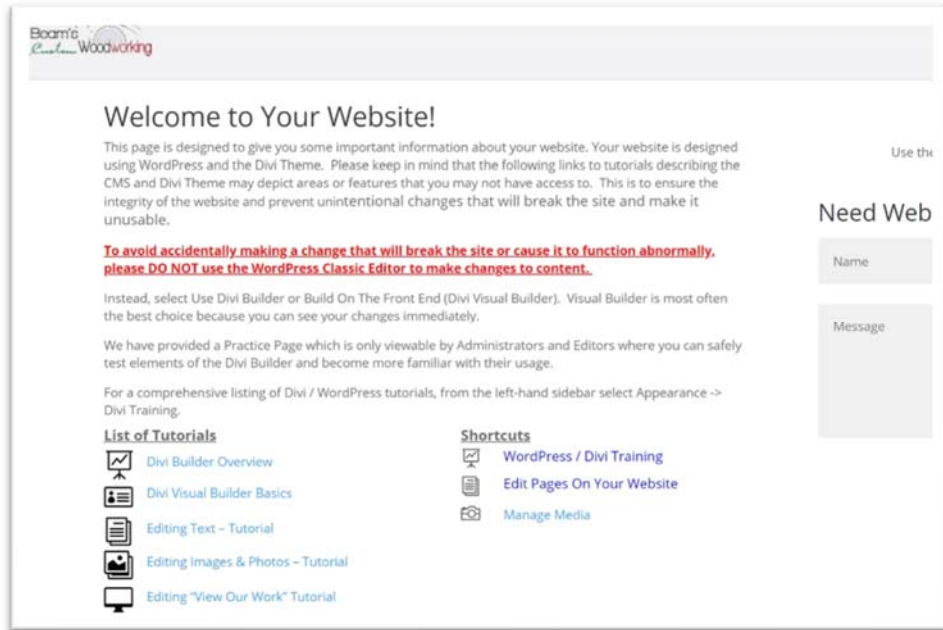 Beam's
Custom Woodworking
Welcome to Your Website!
This page is designed to give you some important information about your website. Your website is designed
using WordPress and the Divi Theme.  Please keep in mind that the following links to tutorials describing the
CMS and Divi Theme may depict areas or features that you may not have access to.  This is to ensure the
integrity of the website and prevent unintentional changes that will break the site and make it
unusable.
To avoid accidentally making a change that will break the site or cause it to function abnormally,
please DO NOT use the WordPress Classic Editor to make changes to content.
Instead, select Use Divi Builder or Build On The Front End (Divi Visual Builder).  Visual Builder is most often
the best choice because you can see your changes immediately.
We have provided a Practice Page which is only viewable by Administrators and Editors where you can safely
test elements of the Divi Builder and become more familiar with their usage.
For a comprehensive listing of Divi / WordPress tutorials, from the left-hand sidebar select Appearance ->
Divi Training.
List of Tutorials
Divi Builder Overview
Divi Visual Builder Basics
Editing Text – Tutorial
Editing Images & Photos – Tutorial
Editing "View Our Work" Tutorial
Shortcuts
WordPress / Divi Training
Edit Pages On Your Website
Manage Media
Use the
Need Web
Name
Message